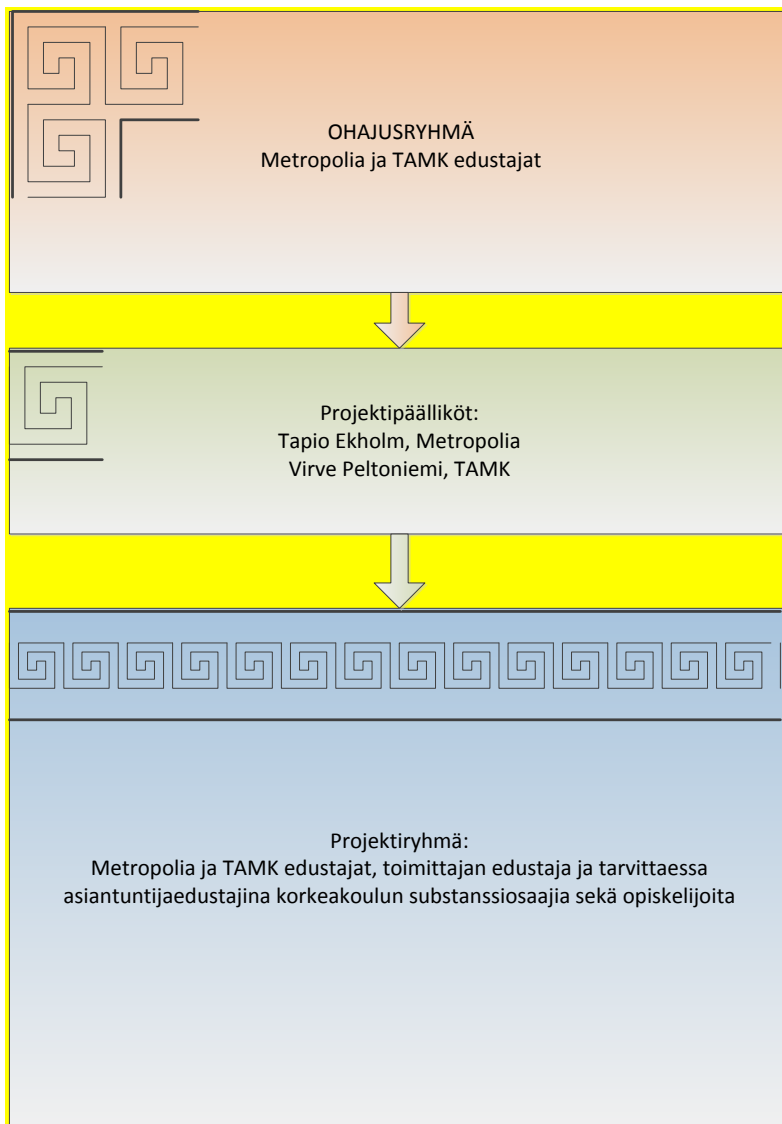 OHAJUSRYHMÄ
Metropolia ja TAMK edustajat
Projektipäälliköt:
Tapio Ekholm, Metropolia
Virve Peltoniemi, TAMK
Projektiryhmä:
Metropolia ja TAMK edustajat, toimittajan edustaja ja tarvittaessa
asiantuntijaedustajina korkeakoulun substanssiosaajia sekä opiskelijoita